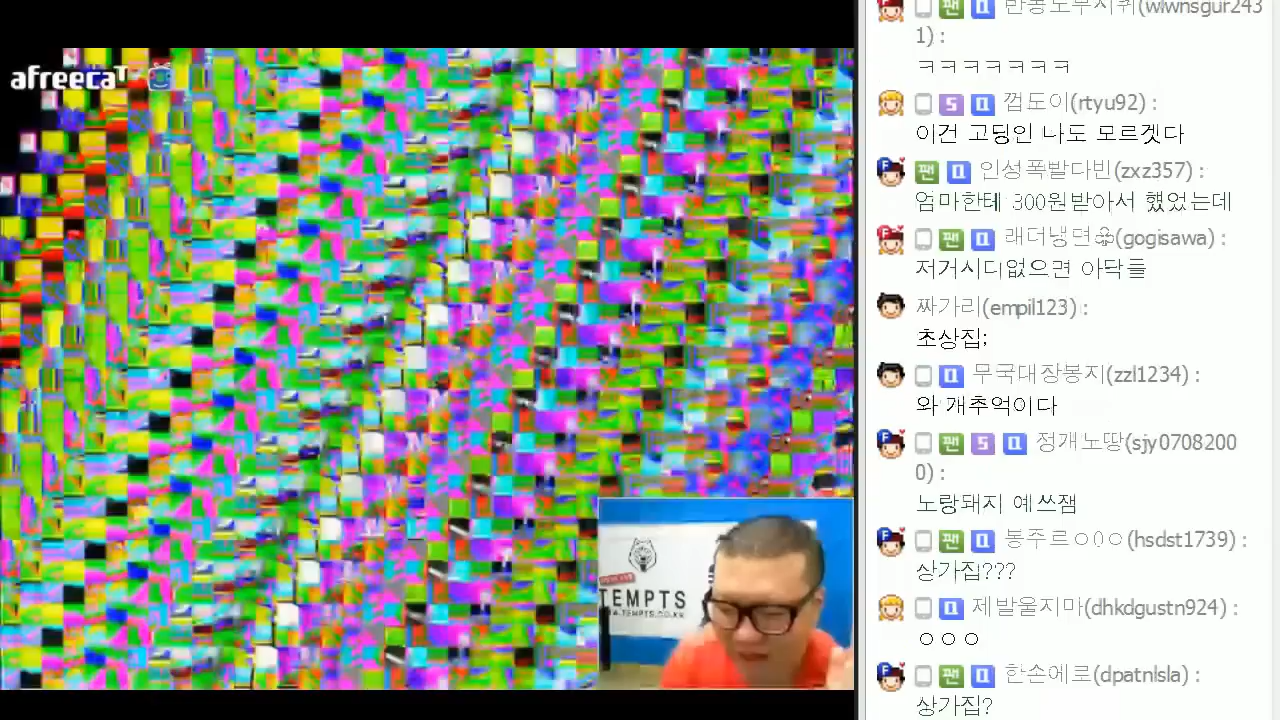 afreecaT
TEMPTS
1) :
ㅋㅋㅋㅋㅋㅋㅋ
껍도이(rtyu92) :
이건 고딩인 나도 모르겟다
인성폭발다빈(zxz357) :
엄마한테 300원받아서 했었는데
래더냉면(gogisawa) :
저거시디없으면 아닥들
짜가리(empil123) :
초상집;
무국대장봉지(zzl1234) :
와 개추억이다
정개노땅(sjy0708200
0) :
노랑돼지 예쓰잼
봉주르ㅇ0ㅇ(hsdst1739) :
상가집???
제발울지마(dhkdgustn924) :
ㅇㅇㅇ
한손에로(dpatnlsla) :
상가집?